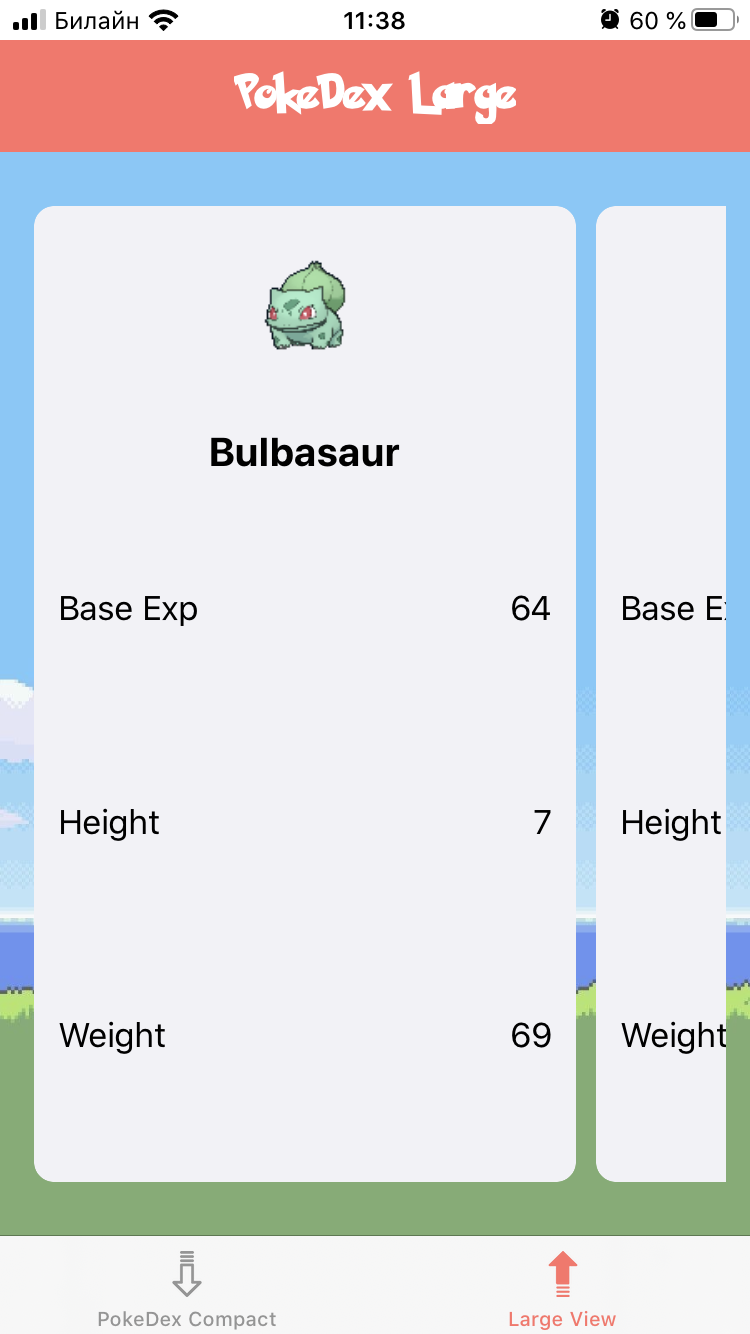 Билайн 11:38 60 %
PokeDex Large
Bulbasaur
Base Exp 64 Base E
Height 7 Height
Weight 69 Weight
PokeDex Compact Large View